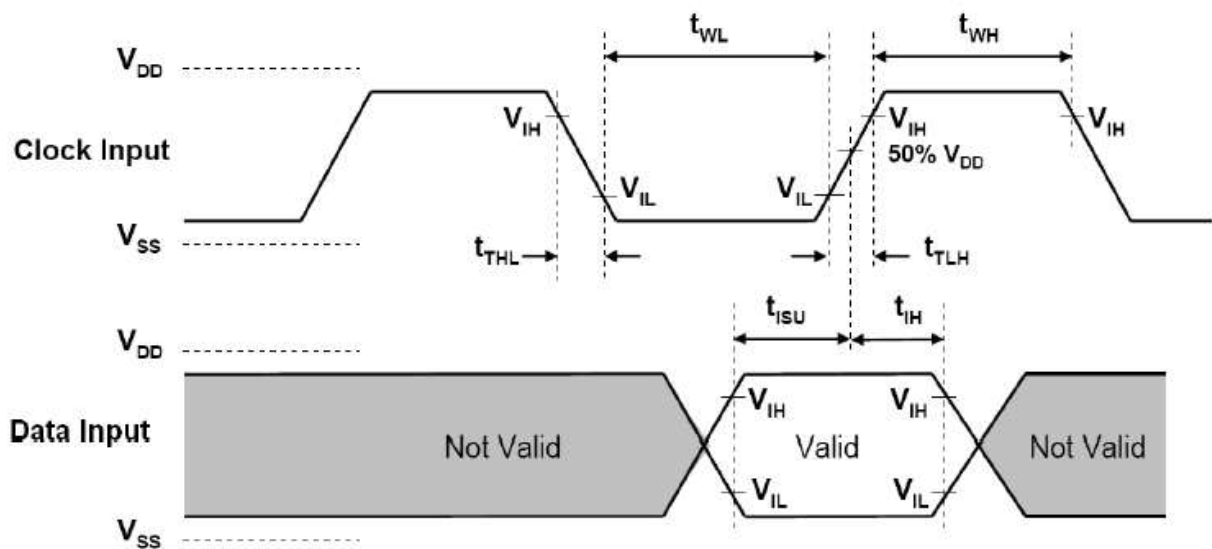 t_WL t_WH
V_DD
V_IH V_IH V_IH
Clock Input 50% V_DD
V_IL V_IL
V_SS
t_THL t_TLH
t_ISU t_IH
V_DD
V_IH V_IH
Data Input Not Valid Valid Not Valid
V_IL V_IL
V_SS